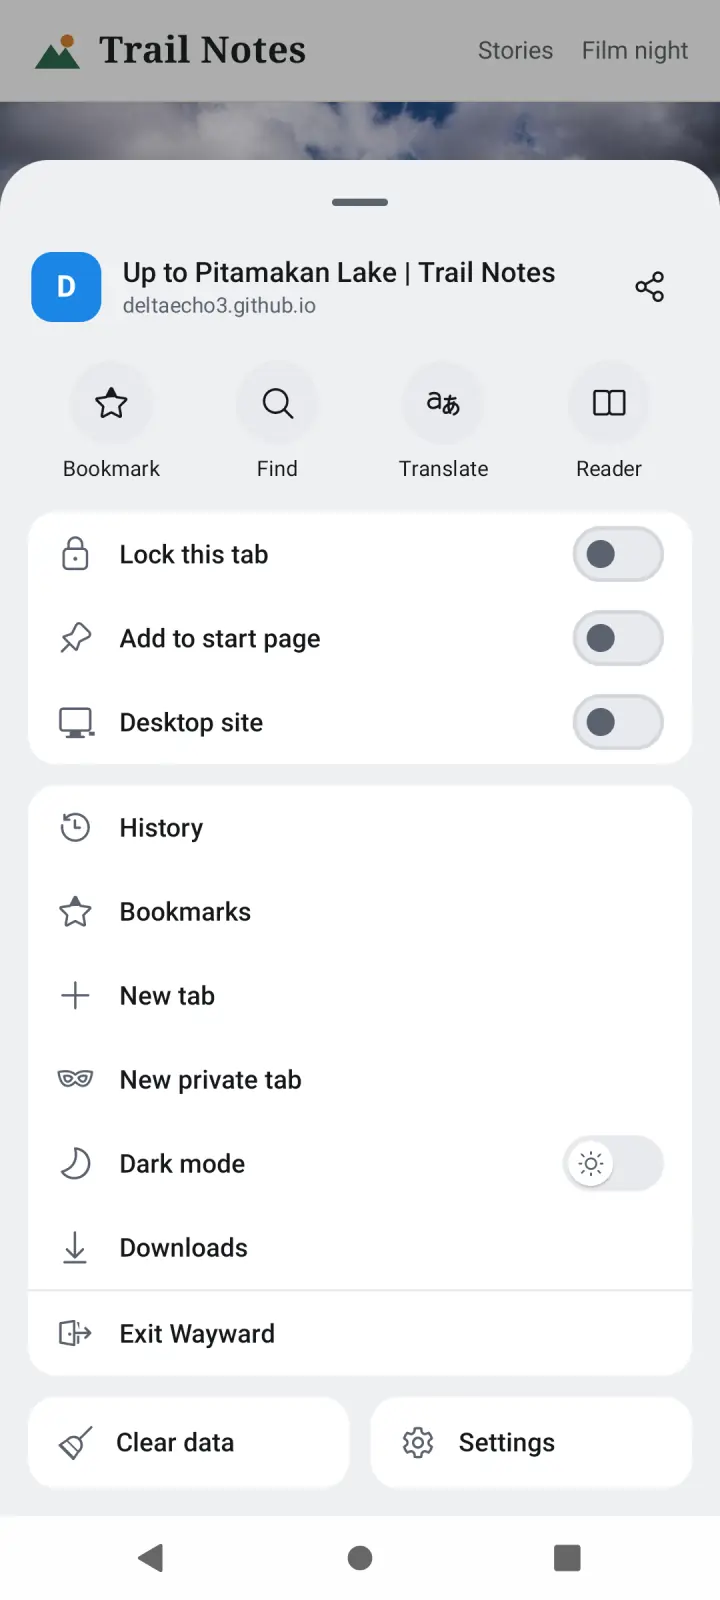 Trail Notes
Stories
Film night
D
Up to Pitamakan Lake | Trail Notes
deltaecho3.github.io
Bookmark
Find
aあ
Translate
Reader
Lock this tab
Add to start page
Desktop site
History
Bookmarks
New tab
New private tab
Dark mode
Downloads
Exit Wayward
Clear data
Settings